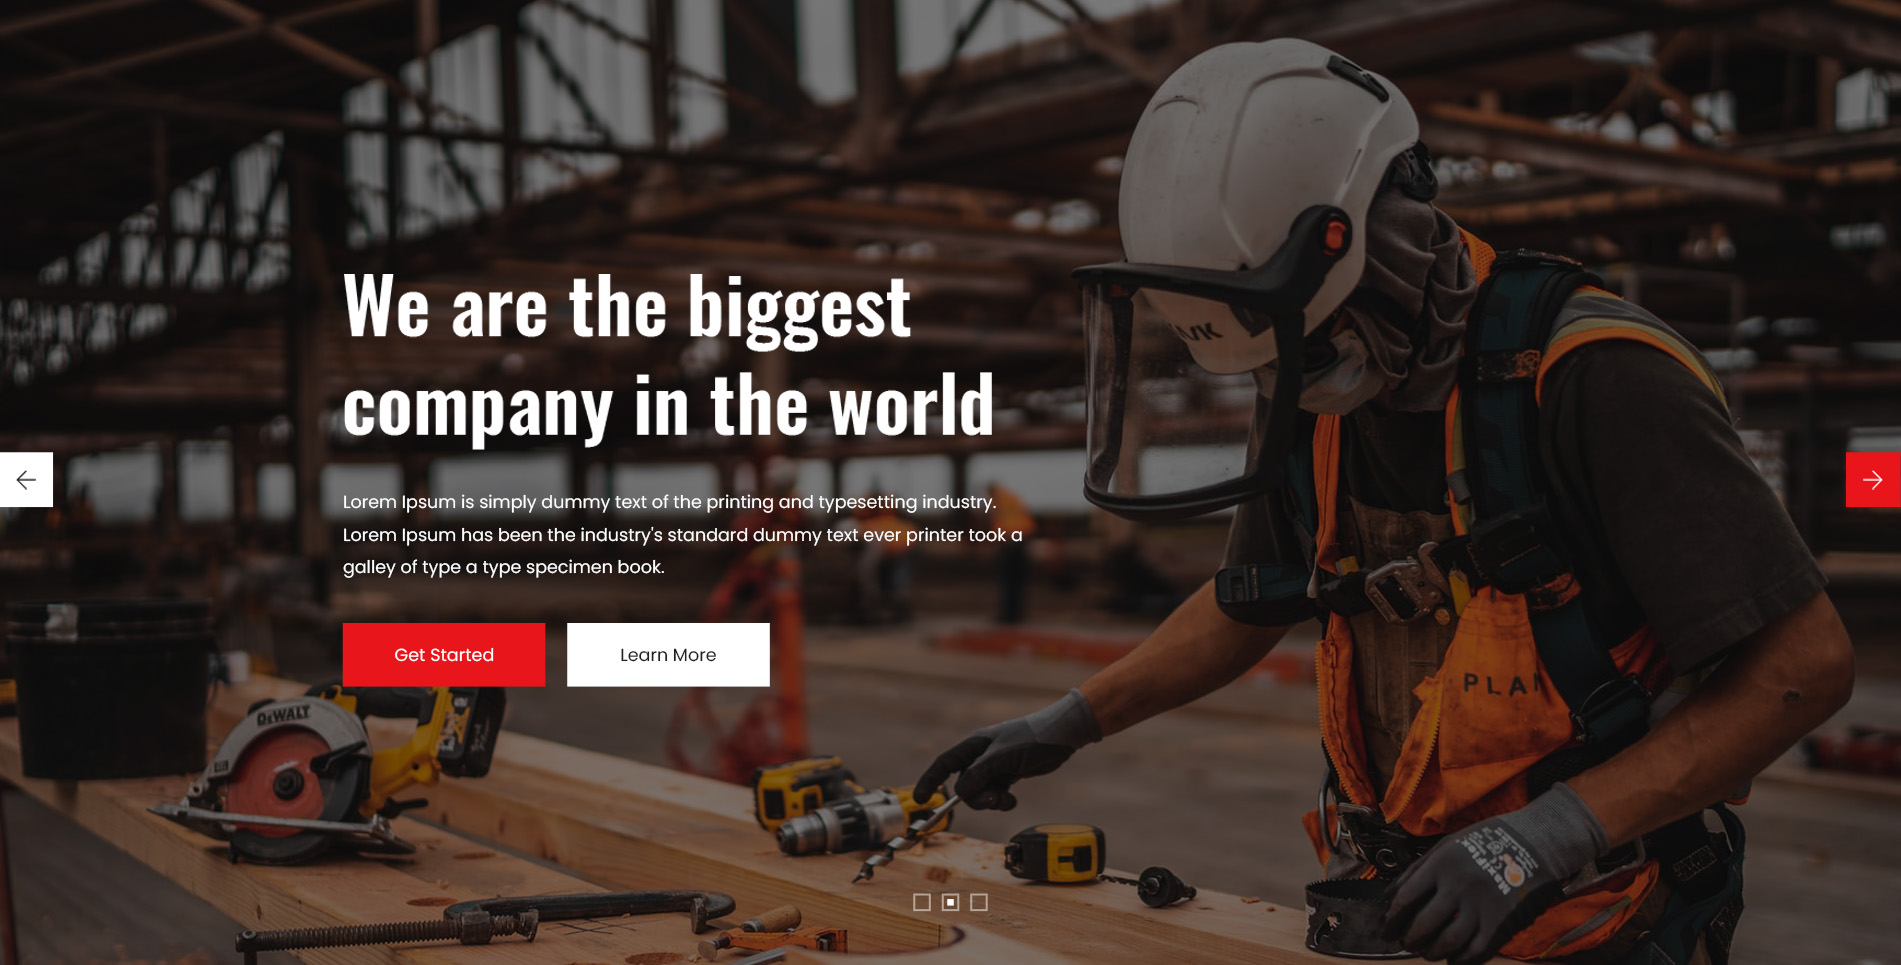 We are the biggest
company in the world
Lorem Ipsum is simply dummy text of the printing and typesetting industry.
Lorem Ipsum has been the industry's standard dummy text ever printer took a
galley of type a type specimen book.
Get Started
Learn More
DEWALT
PLAN
MaxiFlex